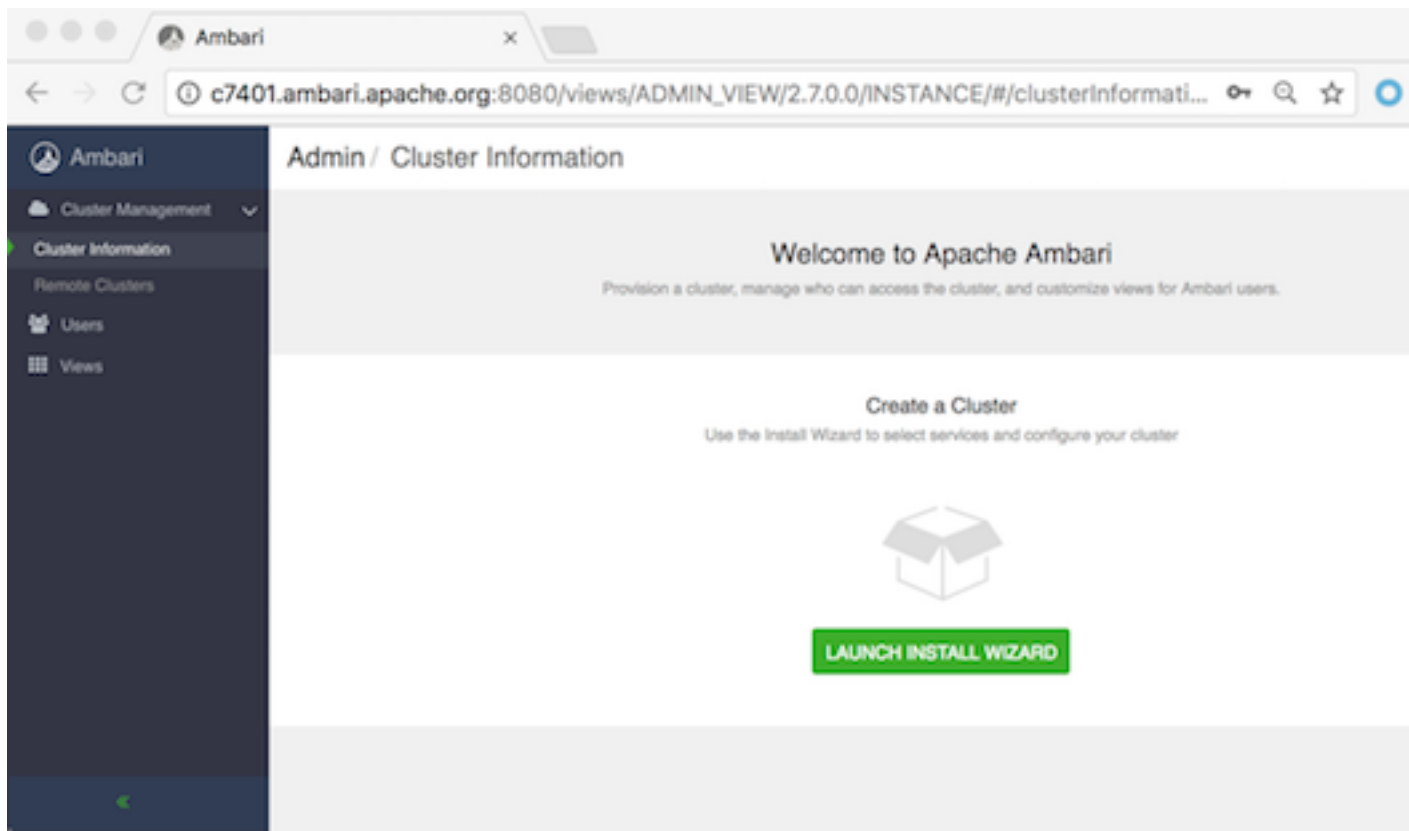 Ambari ×
c7401.ambari.apache.org:8080/views/ADMIN_VIEW/2.7.0.0/INSTANCE/#/clusterInformati...
Ambari
Admin / Cluster Information
Cluster Management
Cluster Information
Remote Clusters
Users
Views
Welcome to Apache Ambari
Provision a cluster, manage who can access the cluster, and customize views for Ambari users.
Create a Cluster
Use the Install Wizard to select services and configure your cluster
LAUNCH INSTALL WIZARD